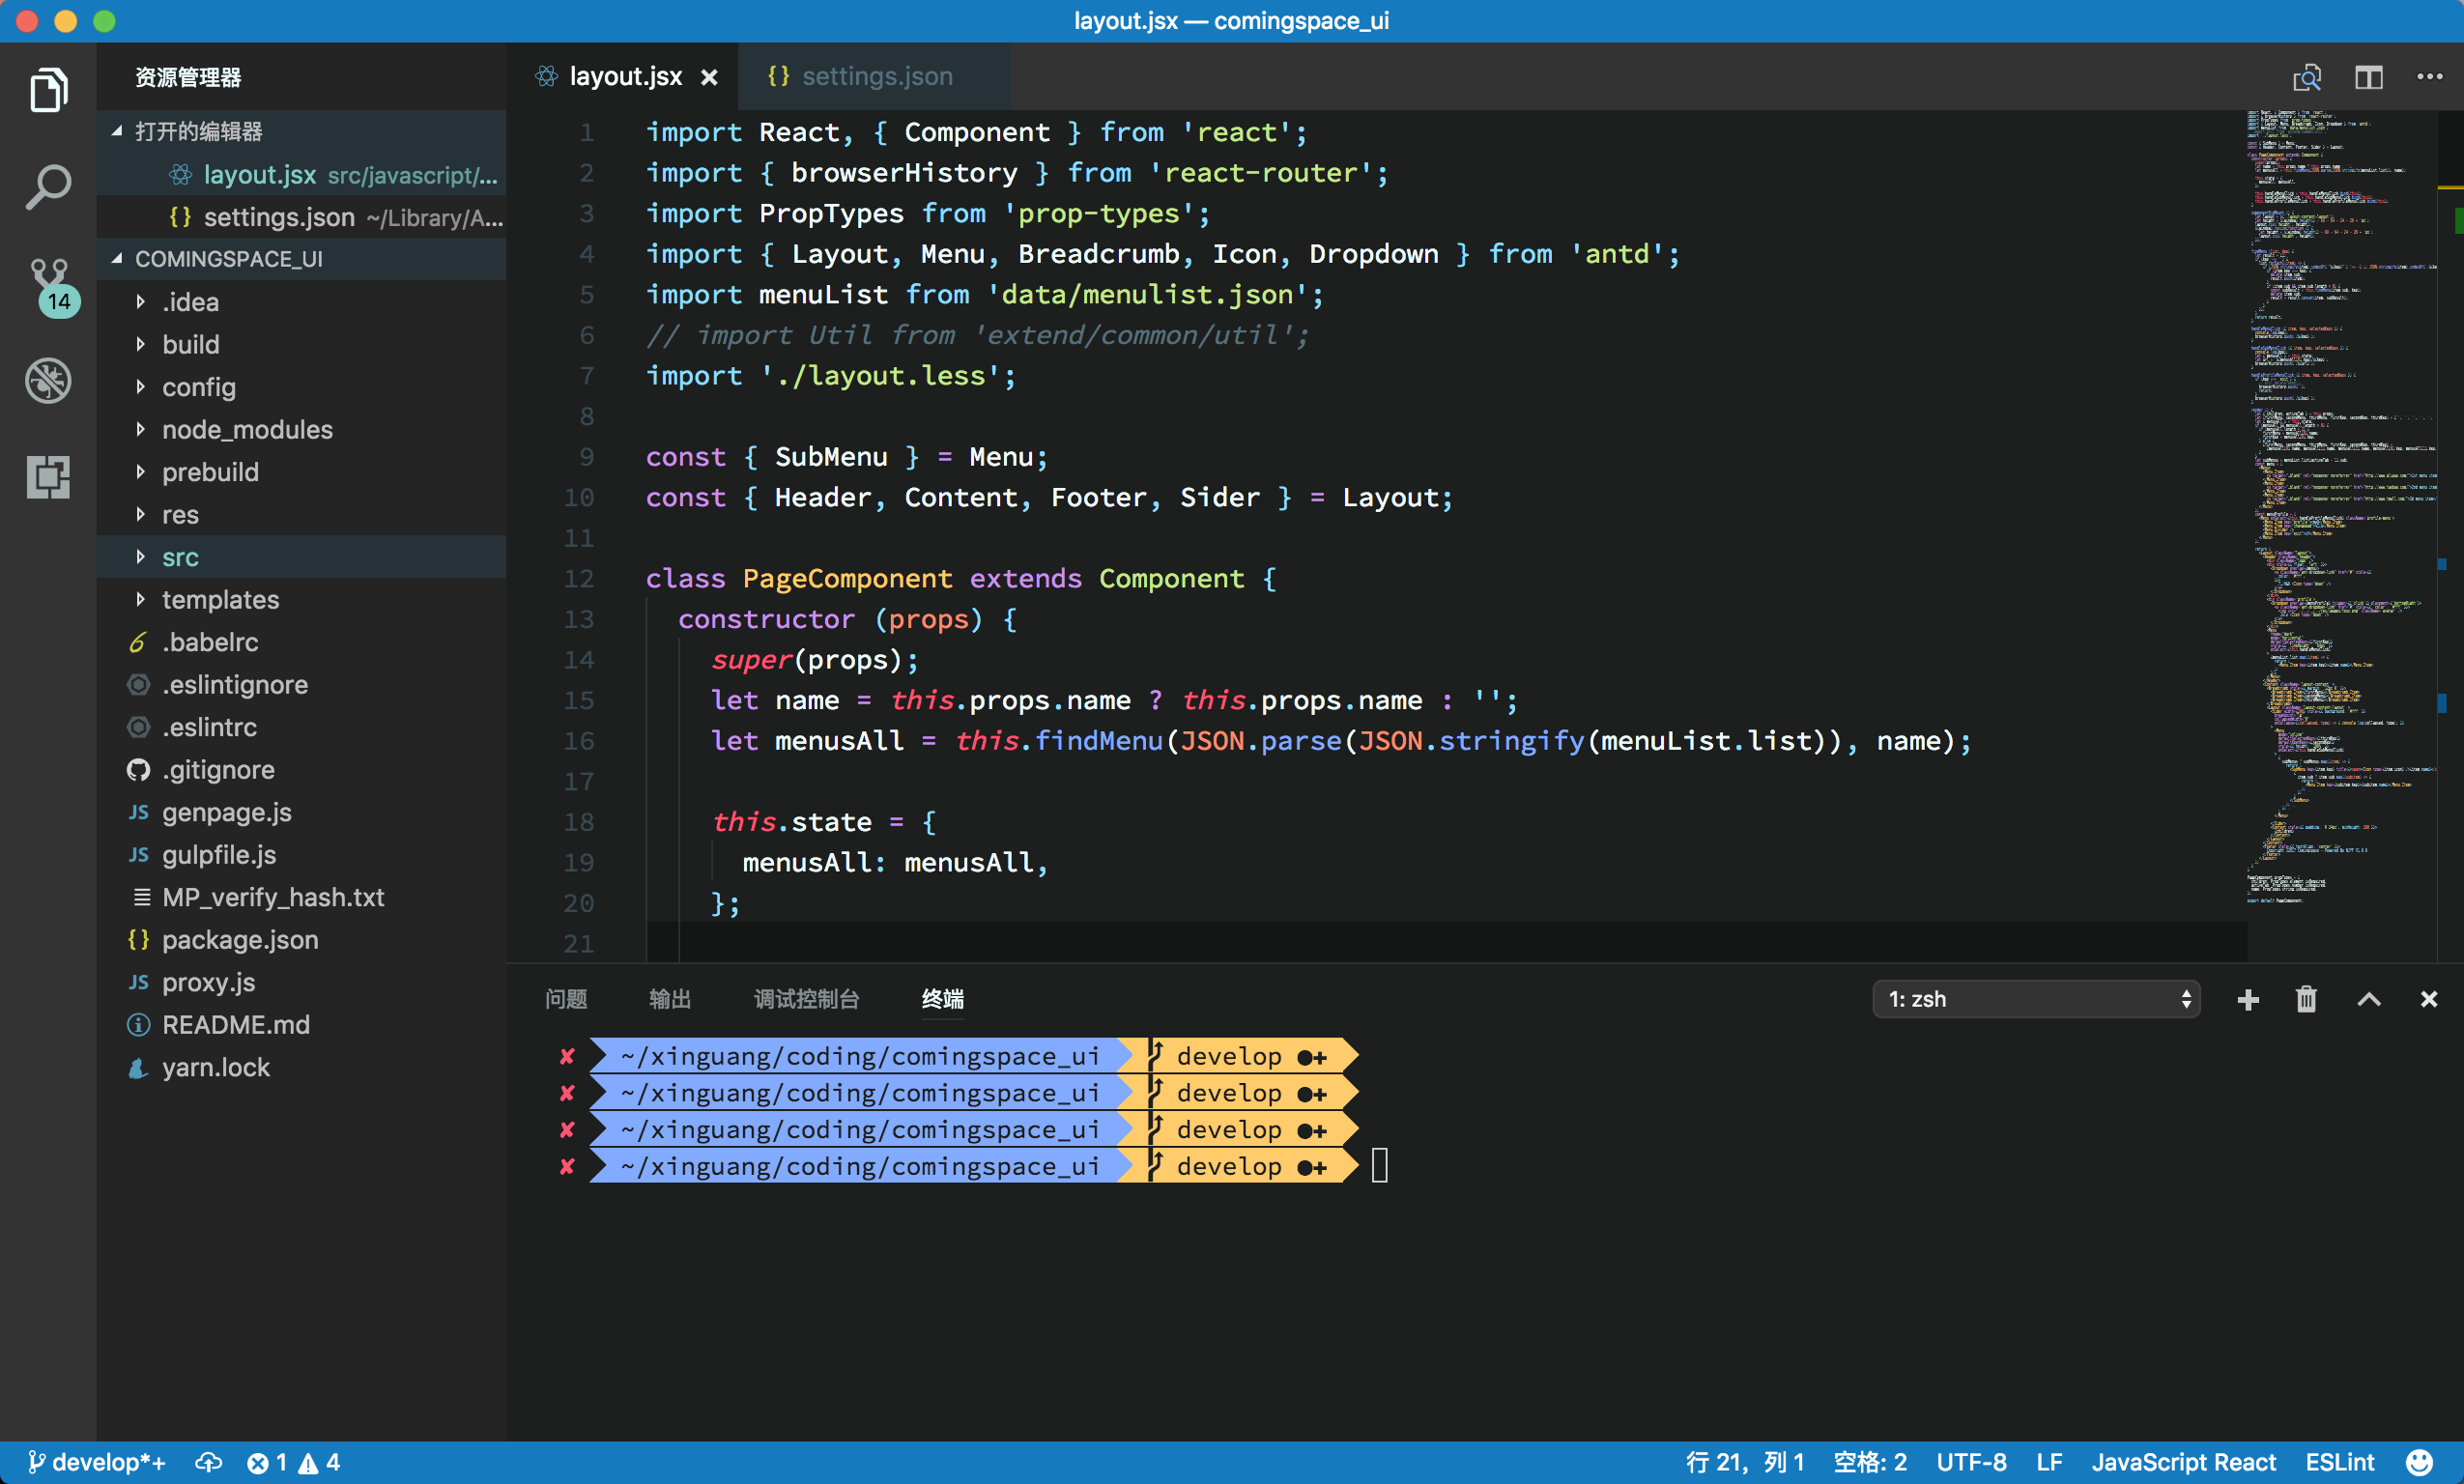 layout.jsx — comingspace_ui
资源管理器
打开的编辑器
layout.jsx src/javascript/...
settings.json ~/Library/A...
COMINGSPACE_UI
14
.idea
build
config
node_modules
prebuild
res
src
templates
.babelrc
.eslintignore
.eslintrc
.gitignore
JS genpage.js
JS gulpfile.js
MP_verify_hash.txt
{} package.json
JS proxy.js
README.md
yarn.lock
layout.jsx ×
{} settings.json
1 import React, { Component } from 'react';
2 import { browserHistory } from 'react-router';
3 import PropTypes from 'prop-types';
4 import { Layout, Menu, Breadcrumb, Icon, Dropdown } from 'antd';
5 import menuList from 'data/menulist.json';
6 // import Util from 'extend/common/util';
7 import './layout.less';
8
9 const { SubMenu } = Menu;
10 const { Header, Content, Footer, Sider } = Layout;
11
12 class PageComponent extends Component {
13 constructor (props) {
14 super(props);
15 let name = this.props.name ? this.props.name : '';
16 let menusAll = this.findMenu(JSON.parse(JSON.stringify(menuList.list)), name);
17
18 this.state = {
19 menusAll: menusAll,
20 };
21
问题 输出 调试控制台 终端
1: zsh
✘ ~/xinguang/coding/comingspace_ui develop ●✚
✘ ~/xinguang/coding/comingspace_ui develop ●✚
✘ ~/xinguang/coding/comingspace_ui develop ●✚
✘ ~/xinguang/coding/comingspace_ui develop ●✚
develop*+ 1 4
行 21, 列 1 空格: 2 UTF-8 LF JavaScript React ESLint